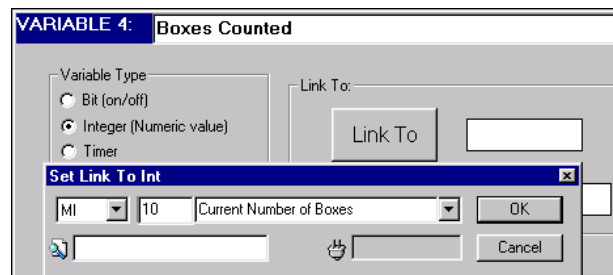 VARIABLE 4: Boxes Counted
Variable Type
Bit (on/off)
Integer (Numeric value)
Timer
Link To:
Link To
Set Link To Int
MI 10 Current Number of Boxes OK
Cancel